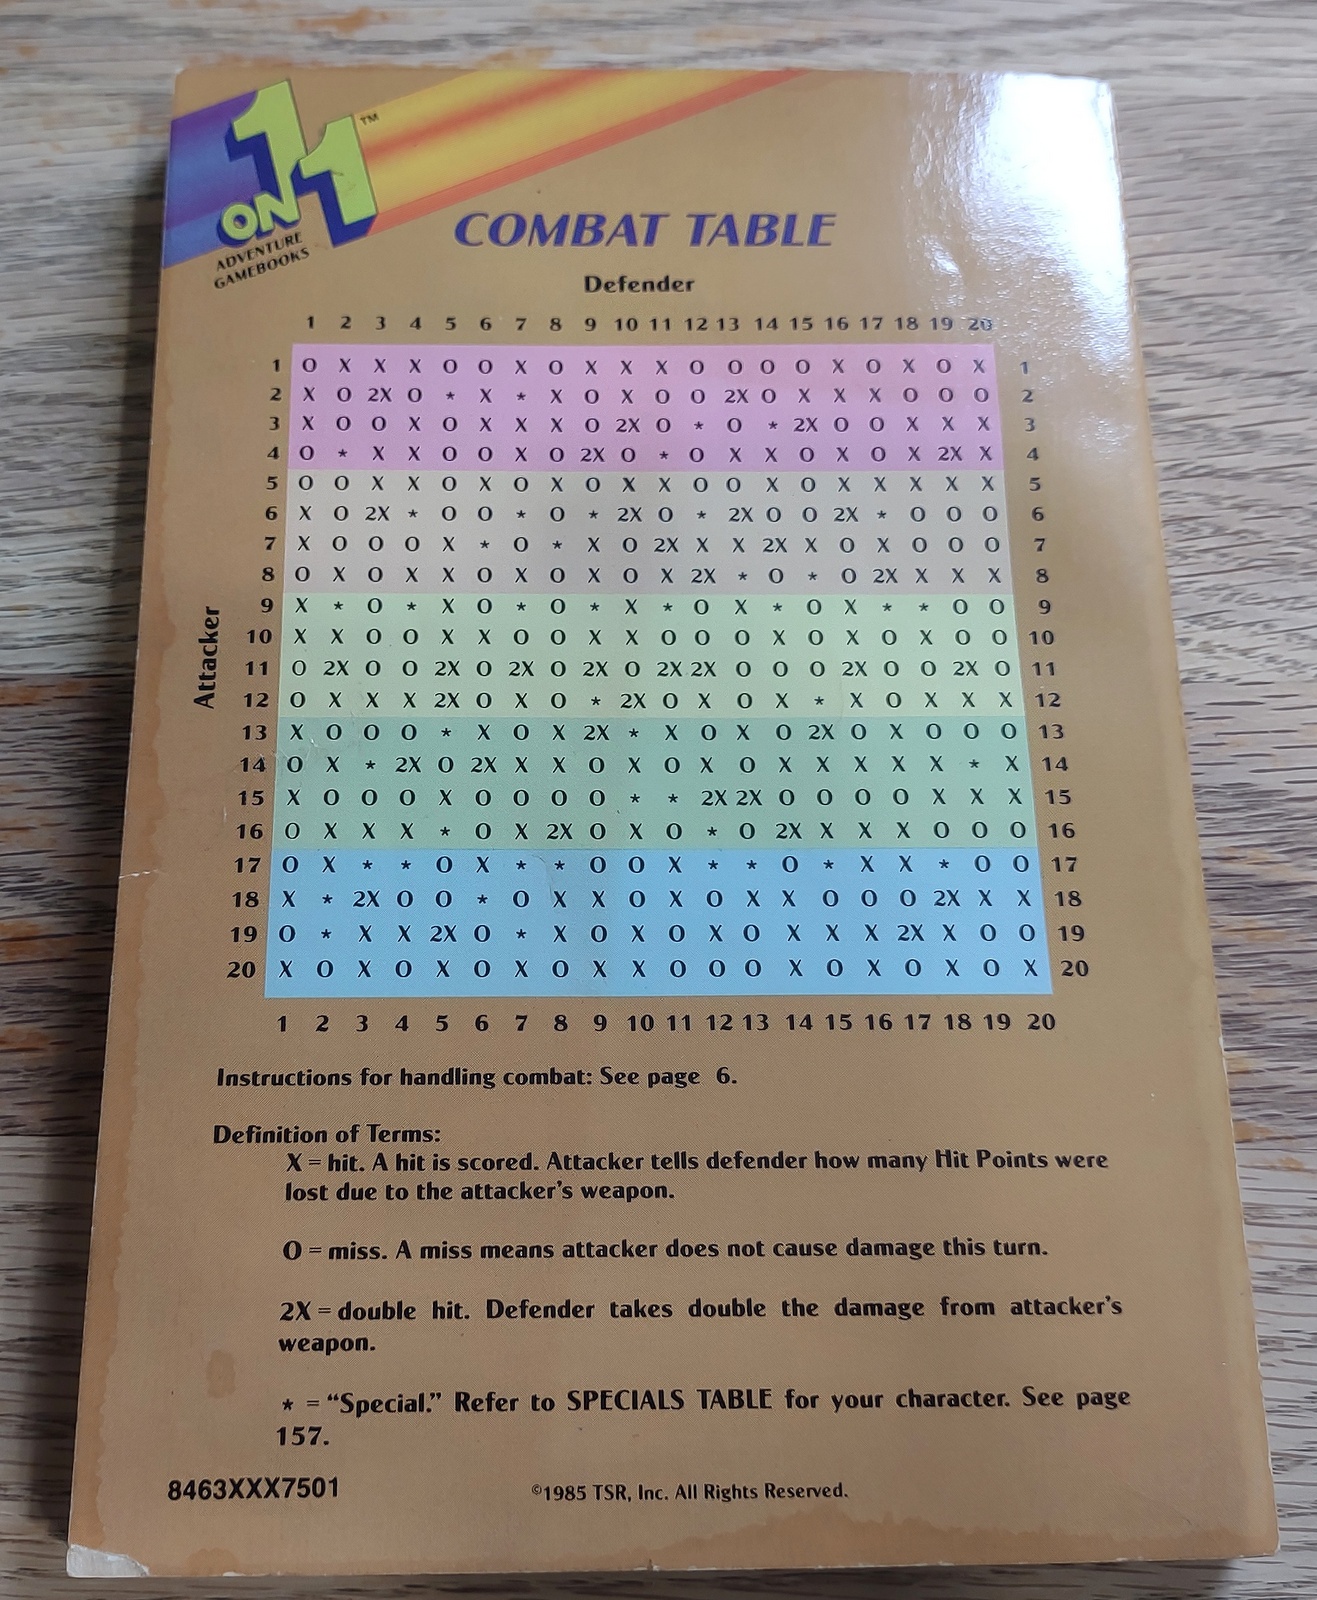 1
ON 1™
ADVENTURE
GAMEBOOKS
COMBAT TABLE
Defender
1 2 3 4 5 6 7 8 9 10 11 12 13 14 15 16 17 18 19 20
Attacker
1 O X X X O O X O X X X O O O O X O X O X 1
2 X O 2X O * X * X O X O O 2X O X X X O O O 2
3 X O O X O X X X O 2X O * O * 2X O O X X X 3
4 O * X X O O X O 2X O * O X X O X O X 2X X 4
5 O O X X O X O X O X X O O X O X X X X X 5
6 X O 2X * O O * O * 2X O * 2X O O 2X * O O O 6
7 X O O O X * O * X O 2X X X 2X X O X O O O 7
8 O X O X X O X O X O X 2X * O * O 2X X X X 8
9 X * O * X O * O * X * O X * O X * * O O 9
10 X X O O X X O O X X O O O X O X O X O O 10
11 O 2X O O 2X O 2X O 2X O 2X 2X O O O 2X O O 2X O 11
12 O X X X 2X O X O * 2X O X O X * X O X X X 12
13 X O O O * X O X 2X * X O X O 2X O X O O O 13
14 O X * 2X O 2X X X O X O X O X X X X X * X 14
15 X O O O X O O O O * * 2X 2X O O O O X X X 15
16 O X X X * O X 2X O X O * O 2X X X X O O O 16
17 O X * * O X * * O O X * * O * X X * O O 17
18 X * 2X O O * O X X O X O X X O O O 2X X X 18
19 O * X X 2X O * X O X O X O X X X 2X X O O 19
20 X O X O X O X O X X O O O X O X O X O X 20
1 2 3 4 5 6 7 8 9 10 11 12 13 14 15 16 17 18 19 20
Instructions for handling combat: See page 6.
Definition of Terms:
X = hit. A hit is scored. Attacker tells defender how many Hit Points were
lost due to the attacker's weapon.
O = miss. A miss means attacker does not cause damage this turn.
2X = double hit. Defender takes double the damage from attacker's
weapon.
* = “Special.” Refer to SPECIALS TABLE for your character. See page
157.
8463XXX7501
©1985 TSR, Inc. All Rights Reserved.